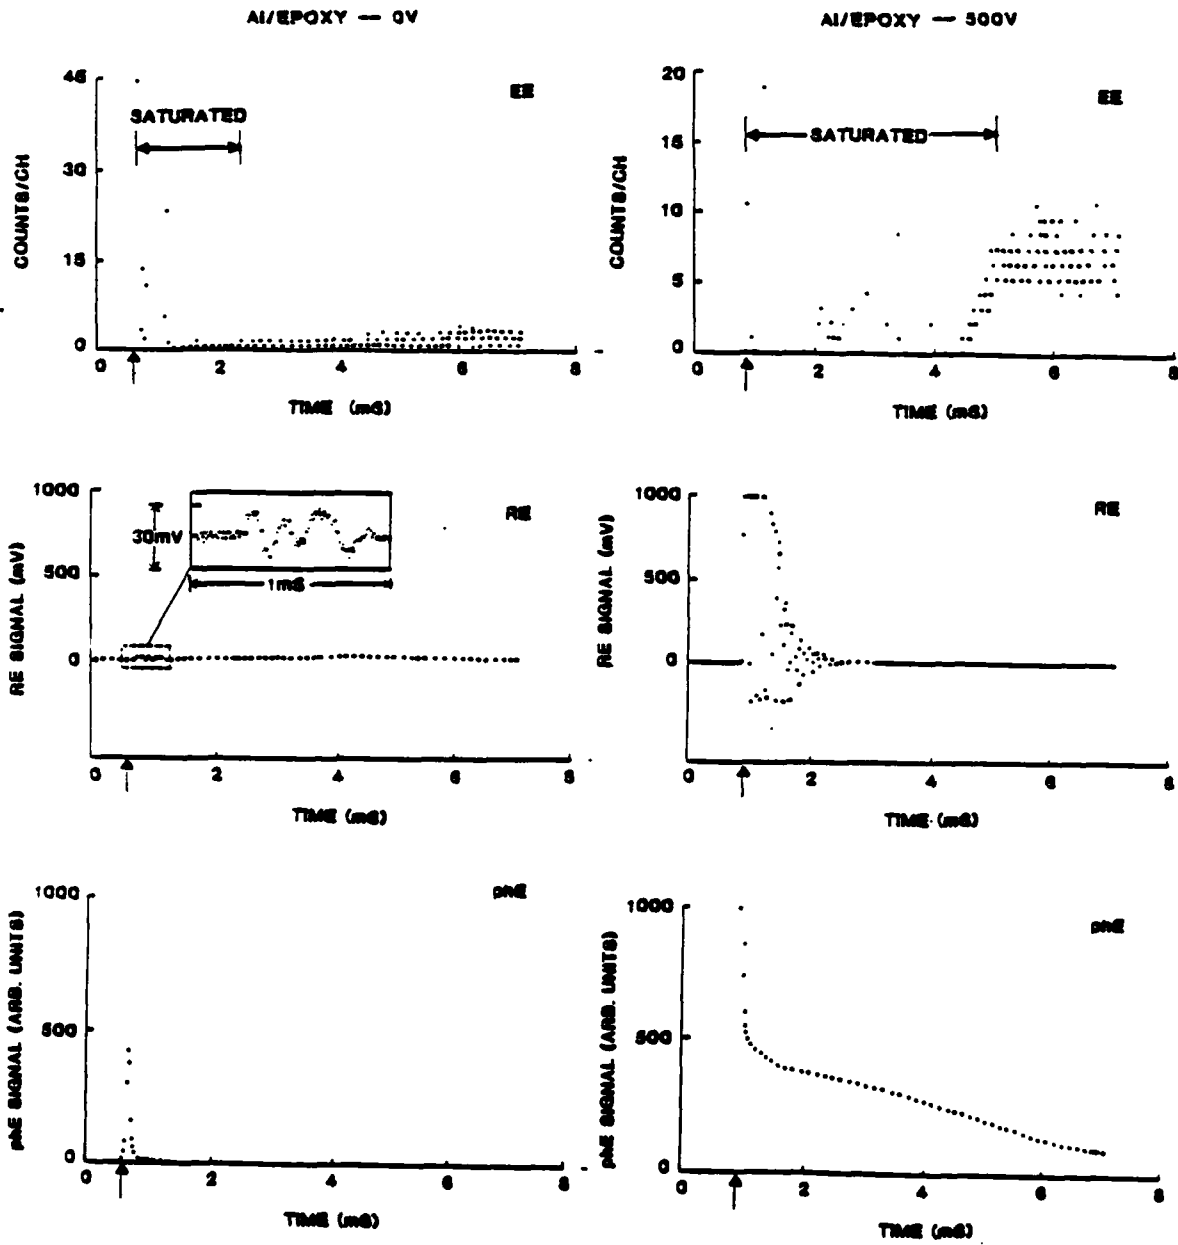 Al/EPOXY — 0V
45
30
15
0
COUNTS/CH
SATURATED
EE
0 2 4 6 8
TIME (mS)
Al/EPOXY — 500V
20
15
10
5
0
COUNTS/CH
SATURATED
EE
0 2 4 6 8
TIME (mS)
1000
500
0
RE SIGNAL (mV)
30mV
1mS
RE
0 2 4 6 8
TIME (mS)
1000
500
0
RE SIGNAL (mV)
RE
0 2 4 6 8
TIME (mS)
1000
500
0
phE SIGNAL (ARB. UNITS)
phE
0 2 4 6 8
TIME (mS)
1000
500
0
phE SIGNAL (ARB. UNITS)
phE
0 2 4 6 8
TIME (mS)